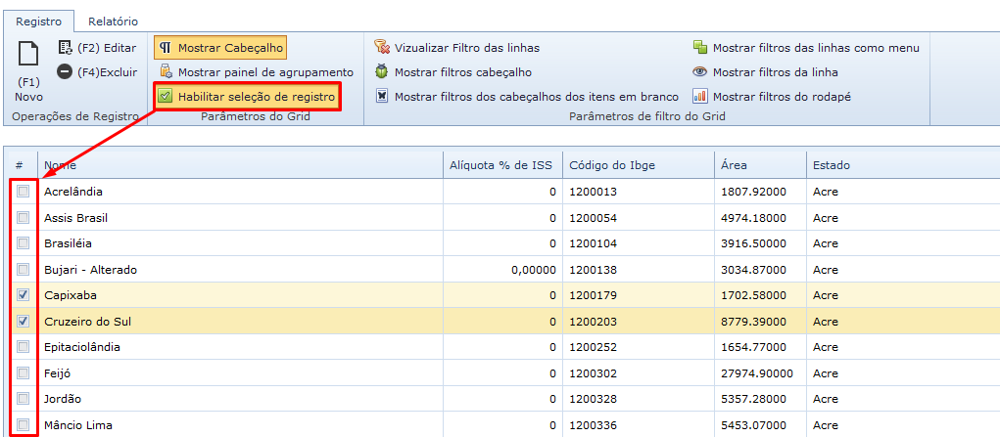 Registro Relatório
(F1)
Novo
(F2) Editar
(F4)Excluir
Operações de Registro
Mostrar Cabeçalho
Mostrar painel de agrupamento
Habilitar seleção de registro
Parâmetros do Grid
Vizualizar Filtro das linhas
Mostrar filtros cabeçalho
Mostrar filtros dos cabeçalhos dos itens em branco
Mostrar filtros das linhas como menu
Mostrar filtros da linha
Mostrar filtros do rodapé
Parâmetros de filtro do Grid
# Nome Alíquota % de ISS Código do Ibge Área Estado
Acrelândia 0 1200013 1807.92000 Acre
Assis Brasil 0 1200054 4974.18000 Acre
Brasiléia 0 1200104 3916.50000 Acre
Bujari - Alterado 0,00000 1200138 3034.87000 Acre
Capixaba 0 1200179 1702.58000 Acre
Cruzeiro do Sul 0 1200203 8779.39000 Acre
Epitaciolândia 0 1200252 1654.77000 Acre
Feijó 0 1200302 27974.90000 Acre
Jordão 0 1200328 5357.28000 Acre
Mâncio Lima 0 1200336 5453.07000 Acre